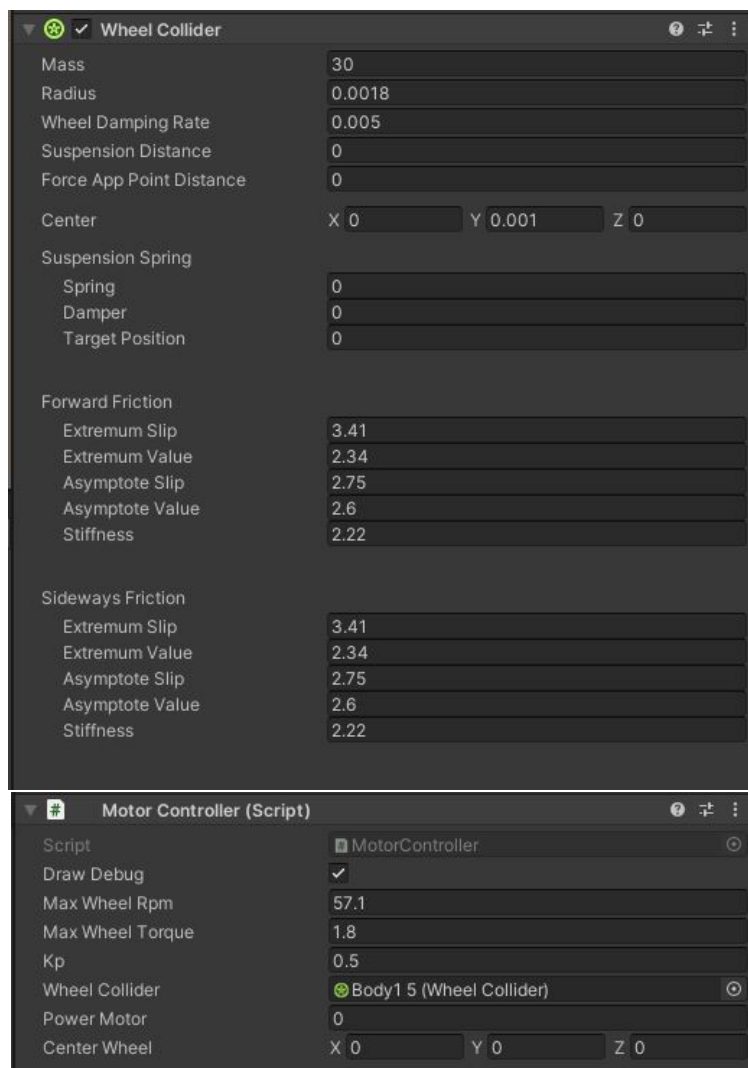 Wheel Collider
Mass 30
Radius 0.0018
Wheel Damping Rate 0.005
Suspension Distance 0
Force App Point Distance 0
Center X 0 Y 0.001 Z 0
Suspension Spring
Spring 0
Damper 0
Target Position 0
Forward Friction
Extremum Slip 3.41
Extremum Value 2.34
Asymptote Slip 2.75
Asymptote Value 2.6
Stiffness 2.22
Sideways Friction
Extremum Slip 3.41
Extremum Value 2.34
Asymptote Slip 2.75
Asymptote Value 2.6
Stiffness 2.22
# Motor Controller (Script)
Script MotorController
Draw Debug
Max Wheel Rpm 57.1
Max Wheel Torque 1.8
Kp 0.5
Wheel Collider Body1 5 (Wheel Collider)
Power Motor 0
Center Wheel X 0 Y 0 Z 0